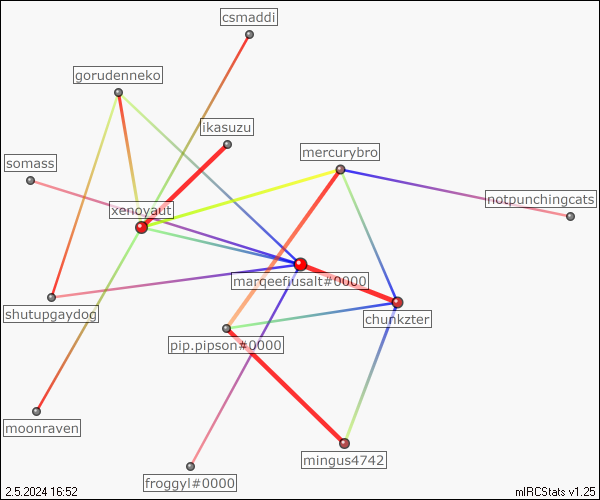 csmaddi
gorudenneko
ikasuzu
somass
mercurybro
notpunchingcats
xenoyaut
marqeefiusalt#0000
shutupgaydog
chunkzter
pip.pipson#0000
moonraven
mingus4742
froggyl#0000
2.5.2024 16:52
mIRCStats v1.25